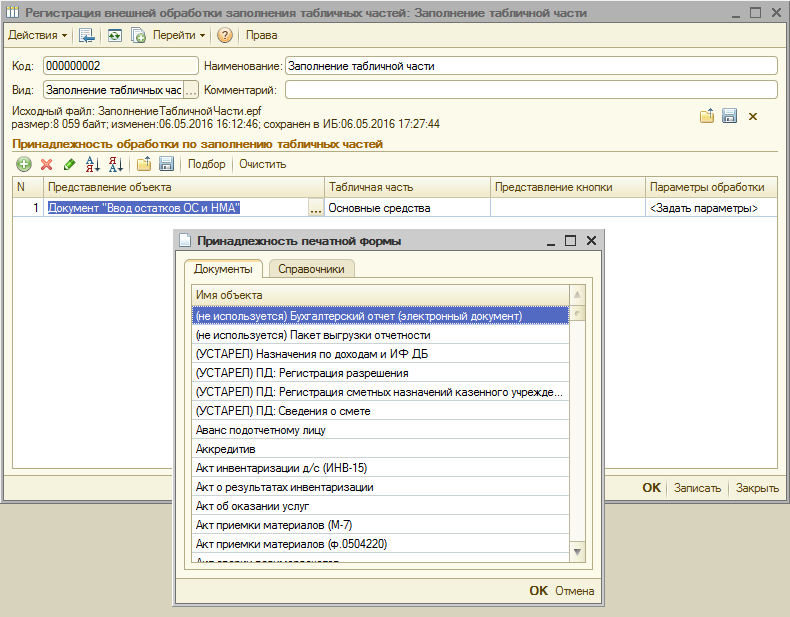 Регистрация внешней обработки заполнения табличных частей: Заполнение табличной части
Действия Перейти ? Права
Код: 000000002 Наименование: Заполнение табличной части
Вид: Заполнение табличных час ... Комментарий:
Исходный файл: ЗаполнениеТабличнойЧасти.epf
размер:8 059 байт; изменен:06.05.2016 16:12:46; сохранен в ИБ:06.05.2016 17:27:44
Принадлежность обработки по заполнению табличных частей
Подбор Очистить
N Представление объекта Табличная часть Представление кнопки Параметры обработки
1 Документ "Ввод остатков ОС и НМА" ... Основные средства <Задать параметры>
Принадлежность печатной формы
Документы Справочники
Имя объекта
(не используется) Бухгалтерский отчет (электронный документ)
(не используется) Пакет выгрузки отчетности
(УСТАРЕЛ) Назначения по доходам и ИФ ДБ
(УСТАРЕЛ) ПД: Регистрация разрешения
(УСТАРЕЛ) ПД: Регистрация сметных назначений казенного учрежде...
(УСТАРЕЛ) ПД: Сведения о смете
Аванс подотчетному лицу
Аккредитив
Акт инвентаризации д/с (ИНВ-15)
Акт о результатах инвентаризации
Акт об оказании услуг
Акт приемки материалов (М-7)
Акт приемки материалов (ф.0504220)
OK Отмена
OK Записать Закрыть